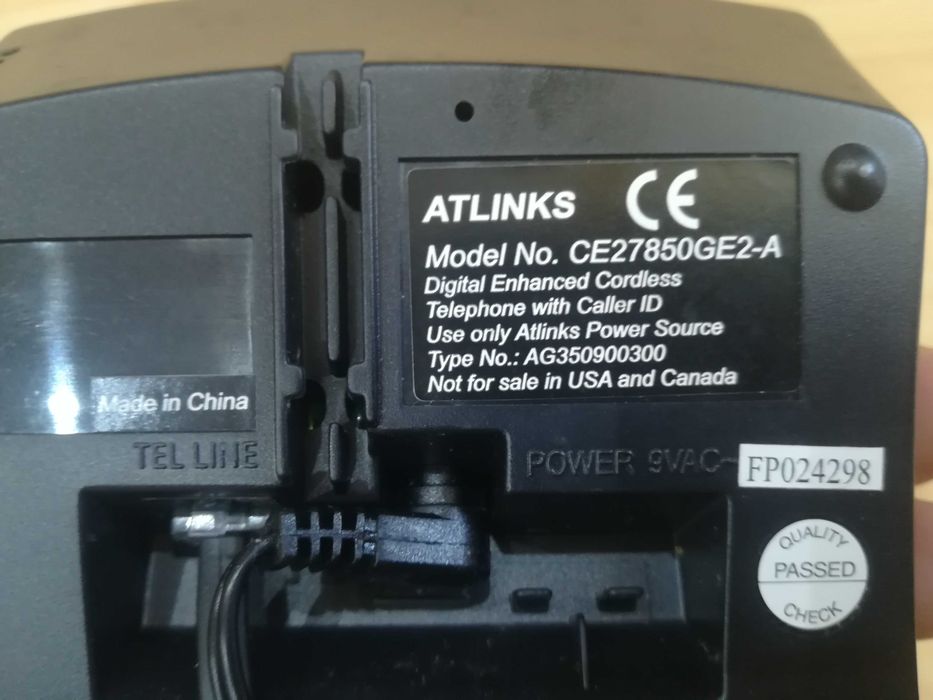 ATLINKS CE
Model No. CE27850GE2-A
Digital Enhanced Cordless
Telephone with Caller ID
Use only Atlinks Power Source
Type No.: AG350900300
Not for sale in USA and Canada
Made in China
TEL LINE
POWER 9VAC~
FP024298
QUALITY
PASSED
CHECK